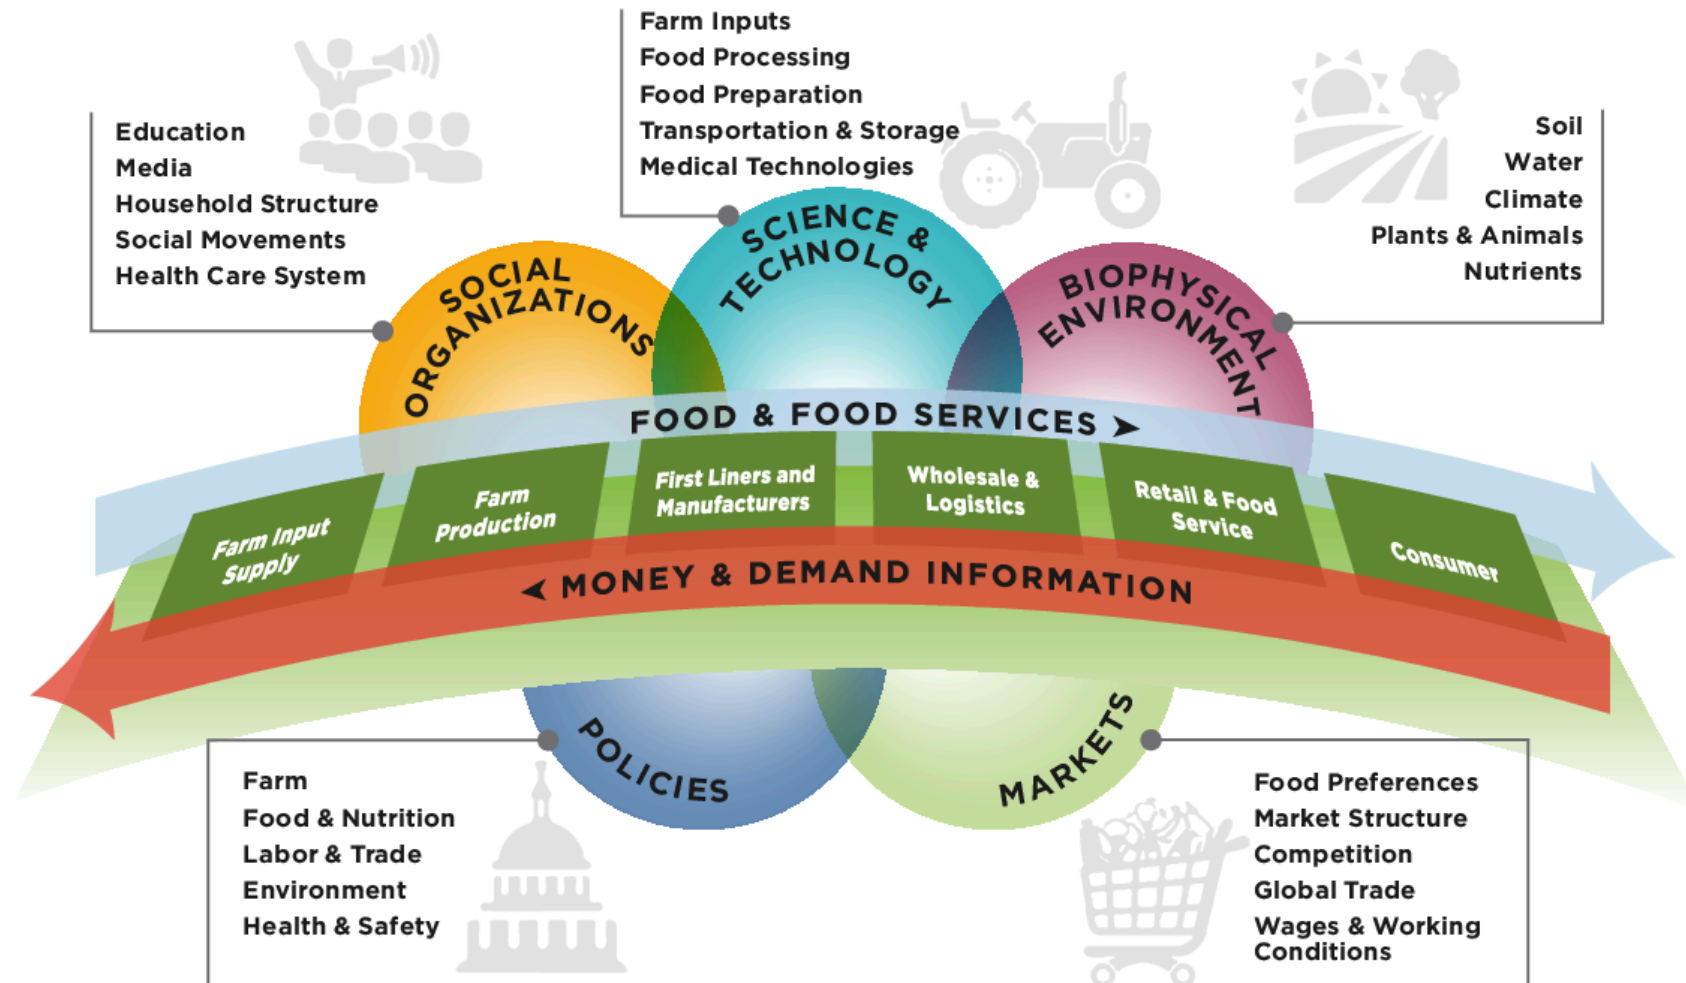 Farm Inputs
Food Processing
Food Preparation
Transportation & Storage
Medical Technologies
Education
Media
Household Structure
Social Movements
Health Care System
Soil
Water
Climate
Plants & Animals
Nutrients
SOCIAL
ORGANIZATIONS
SCIENCE &
TECHNOLOGY
BIOPHYSICAL
ENVIRONMENT
FOOD & FOOD SERVICES
Farm Input
Supply
Farm
Production
First Liners and
Manufacturers
Wholesale &
Logistics
Retail & Food
Service
Consumer
MONEY & DEMAND INFORMATION
POLICIES
MARKETS
Farm
Food & Nutrition
Labor & Trade
Environment
Health & Safety
Food Preferences
Market Structure
Competition
Global Trade
Wages & Working
Conditions